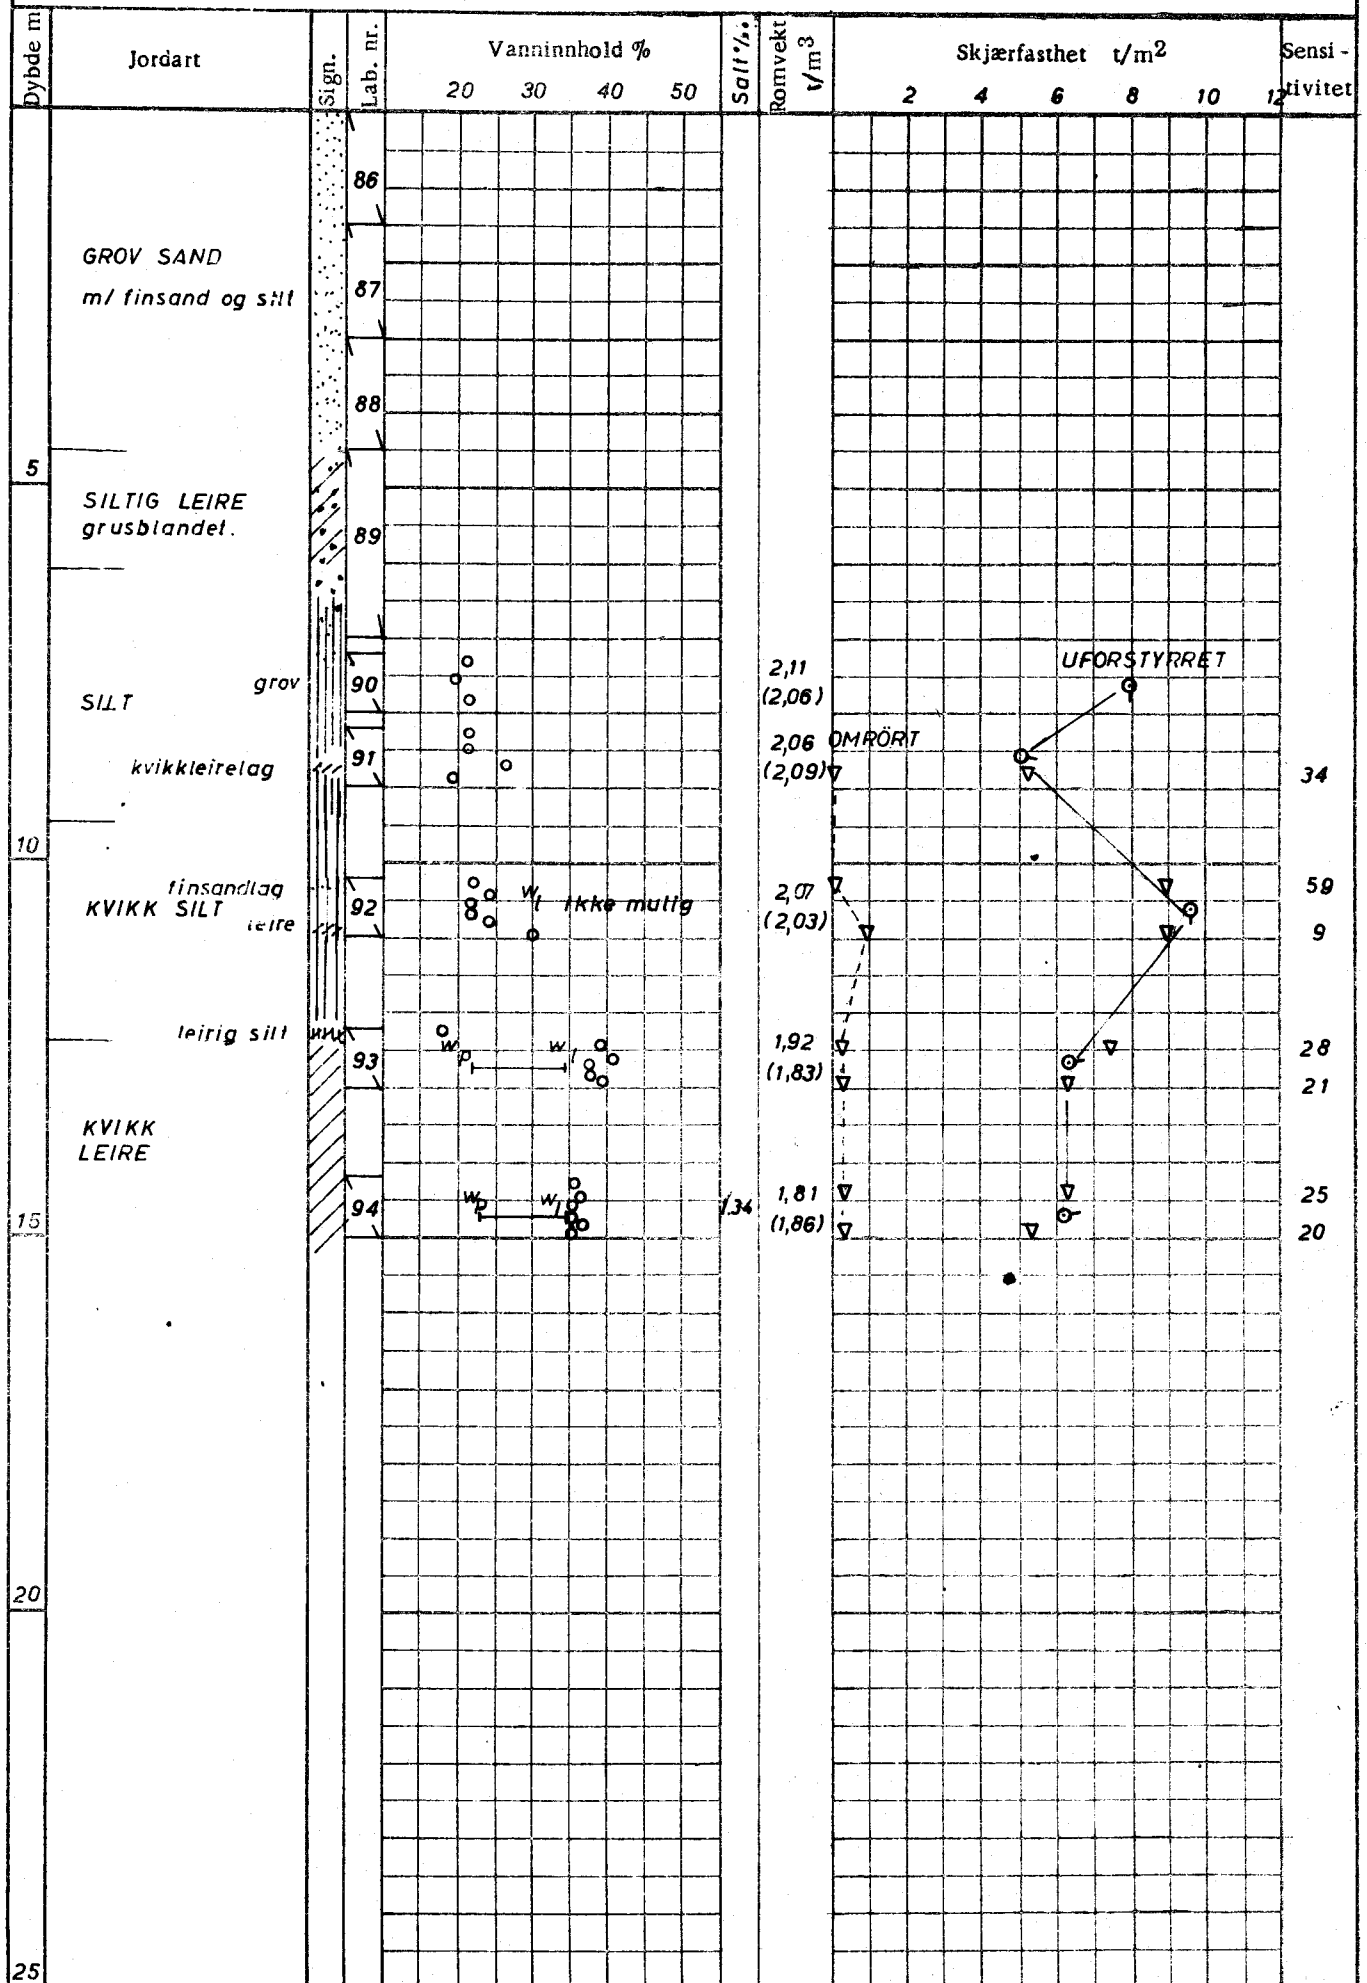 Dybde m
Jordart
Sign.
Lab. nr.
Vanninnhold %
20 30 40 50
Salt ‰
Romvekt t/m3
Skjærfasthet t/m2
2 4 6 8 10 12
Sensi-
tivitet
86
GROV SAND
m/ finsand og silt
87
88
5
SILTIG LEIRE
grusblandet.
89
UFORSTYRRET
2,11
grov
90
(2,06)
SILT
2,06 OMRÖRT
91
kvikkleirelag
(2,09)
34
10
finsandlag
59
2,07
KVIKK SILT
92
wl ikke mulig
leire
(2,03)
9
leirig silt
1,92
28
93
wp wl
(1,83)
21
KVIKK
LEIRE
1,81
25
94
wp wl
1.34
15
(1,86)
20
20
25